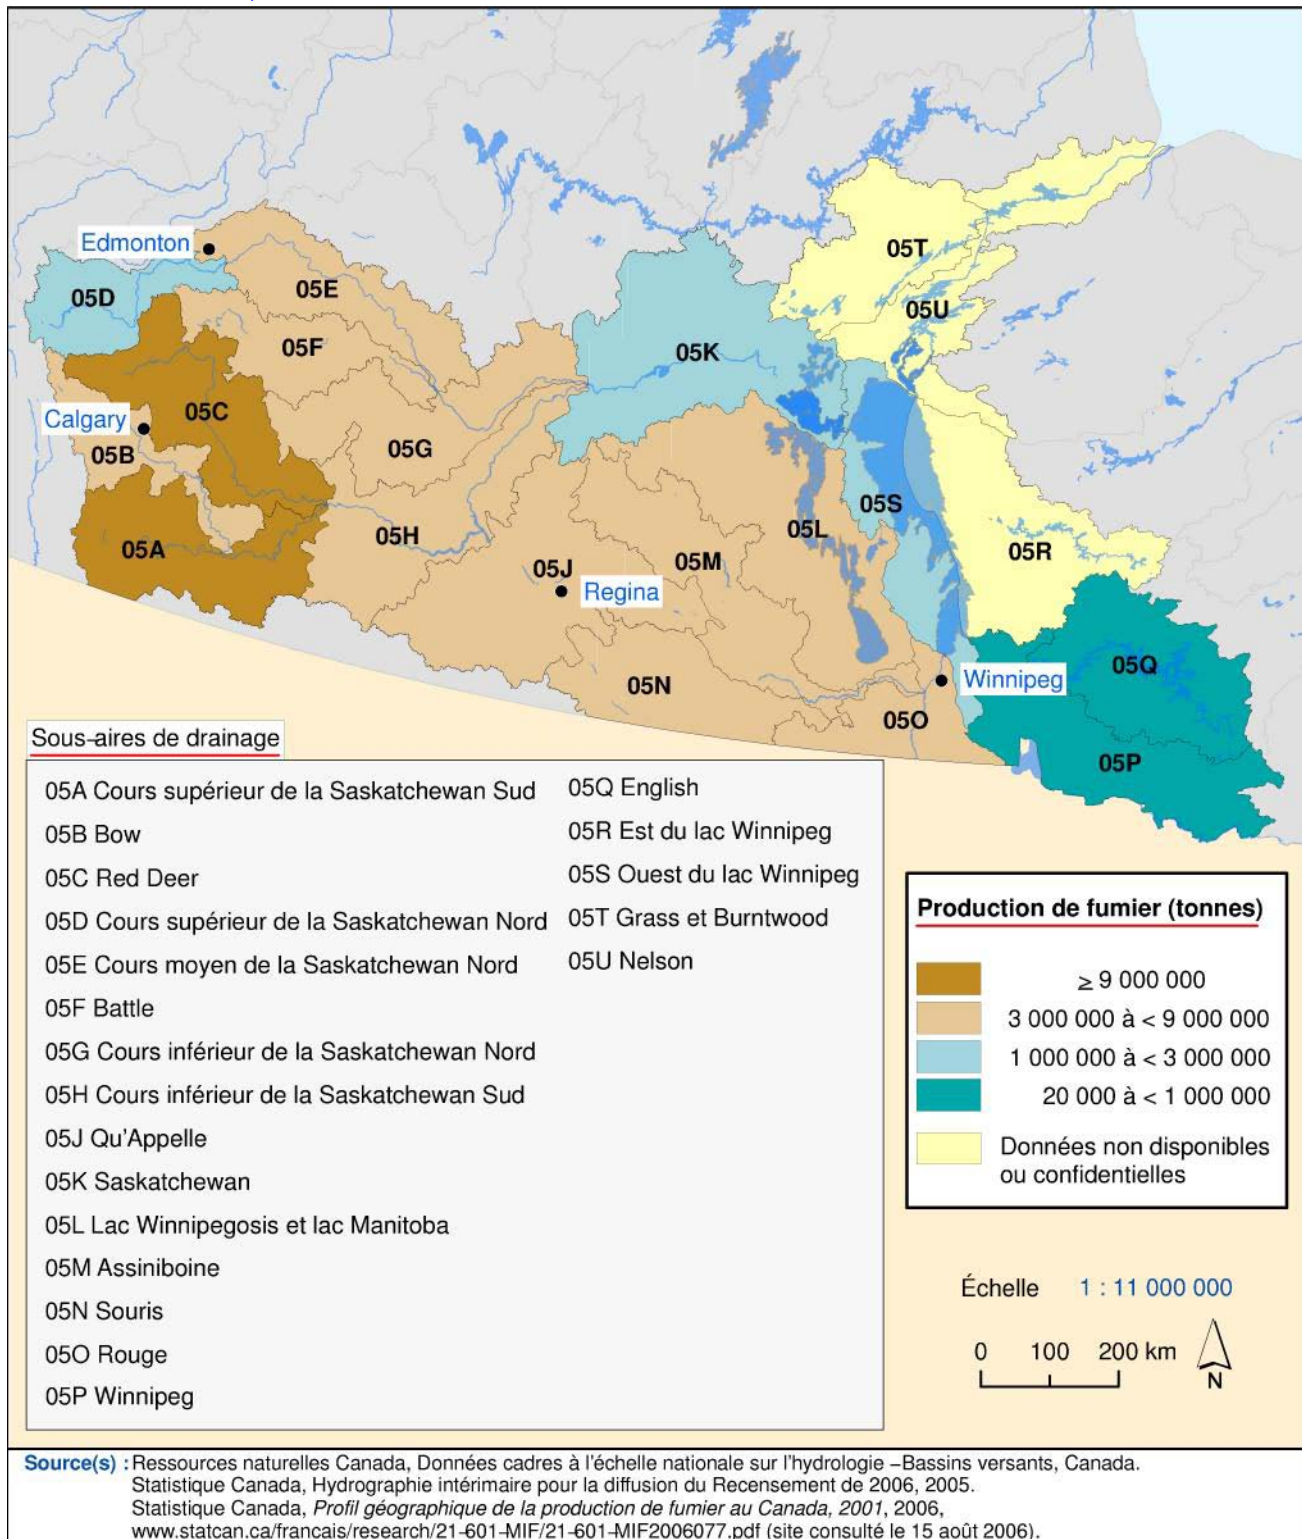 Edmonton
05D
05E
05F
05C
Calgary
05B
05G
05A
05H
05K
05T
05U
05S
05L
05R
05J
05M
Regina
05N
05O
Winnipeg
05Q
05P
Sous-aires de drainage
05A Cours supérieur de la Saskatchewan Sud
05B Bow
05C Red Deer
05D Cours supérieur de la Saskatchewan Nord
05E Cours moyen de la Saskatchewan Nord
05F Battle
05G Cours inférieur de la Saskatchewan Nord
05H Cours inférieur de la Saskatchewan Sud
05J Qu'Appelle
05K Saskatchewan
05L Lac Winnipegosis et lac Manitoba
05M Assiniboine
05N Souris
05O Rouge
05P Winnipeg
05Q English
05R Est du lac Winnipeg
05S Ouest du lac Winnipeg
05T Grass et Burntwood
05U Nelson
Production de fumier (tonnes)
≥ 9 000 000
3 000 000 à < 9 000 000
1 000 000 à < 3 000 000
20 000 à < 1 000 000
Données non disponibles
ou confidentielles
Échelle 1 : 11 000 000
0 100 200 km
N
Source(s) : Ressources naturelles Canada, Données cadres à l'échelle nationale sur l'hydrologie –Bassins versants, Canada.
Statistique Canada, Hydrographie intérimaire pour la diffusion du Recensement de 2006, 2005.
Statistique Canada, Profil géographique de la production de fumier au Canada, 2001, 2006,
www.statcan.ca/francais/research/21-601-MIF/21-601-MIF2006077.pdf (site consulté le 15 août 2006).